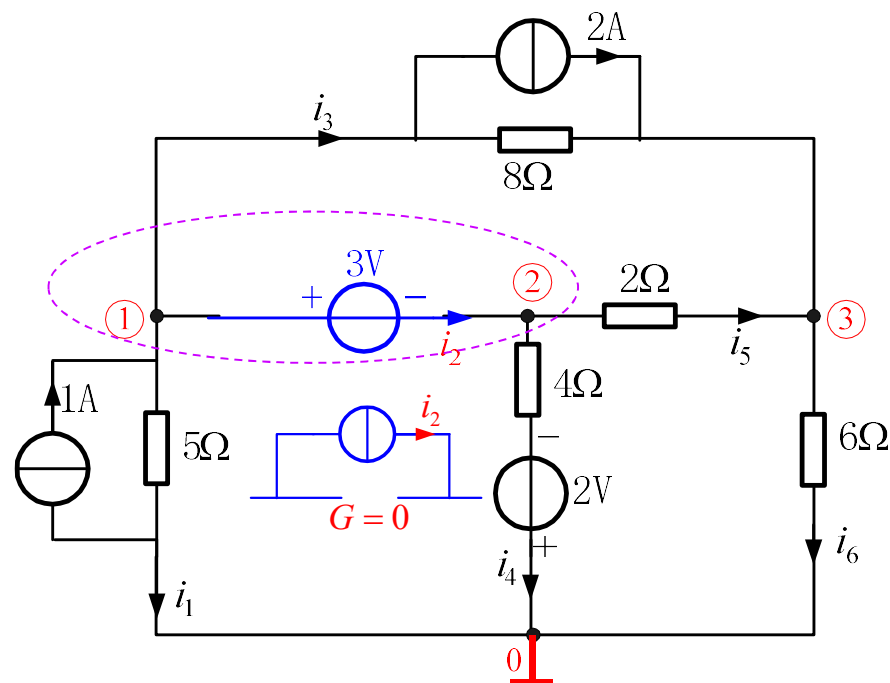 2A
i₃
8Ω
3V
+
−
②
2Ω
①
③
i₂
i₅
1A
4Ω
i₂
−
5Ω
6Ω
2V
G = 0
+
i₄
i₆
i₁
0